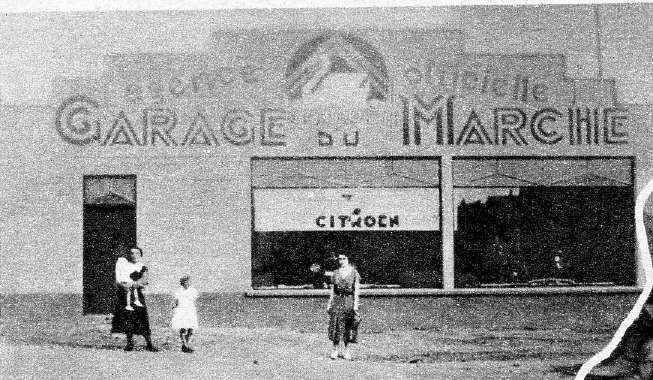 agence officielle
GARAGE DU MARCHE
CITROEN